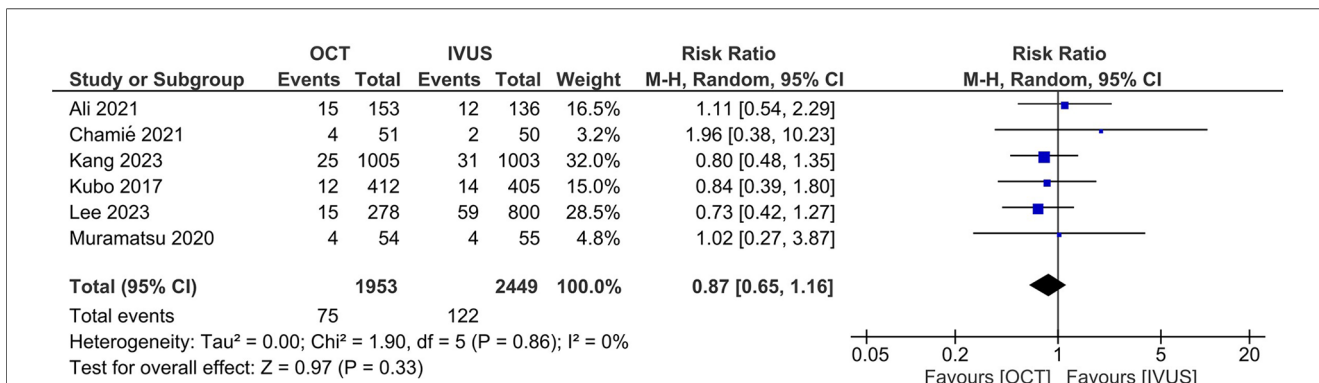 OCT IVUS Risk Ratio Risk Ratio
Study or Subgroup Events Total Events Total Weight M-H, Random, 95% CI M-H, Random, 95% CI
Ali 2021 15 153 12 136 16.5% 1.11 [0.54, 2.29]
Chamié 2021 4 51 2 50 3.2% 1.96 [0.38, 10.23]
Kang 2023 25 1005 31 1003 32.0% 0.80 [0.48, 1.35]
Kubo 2017 12 412 14 405 15.0% 0.84 [0.39, 1.80]
Lee 2023 15 278 59 800 28.5% 0.73 [0.42, 1.27]
Muramatsu 2020 4 54 4 55 4.8% 1.02 [0.27, 3.87]
Total (95% CI) 1953 2449 100.0% 0.87 [0.65, 1.16]
Total events 75 122
Heterogeneity: Tau² = 0.00; Chi² = 1.90, df = 5 (P = 0.86); I² = 0%
Test for overall effect: Z = 0.97 (P = 0.33)
0.05 0.2 1 5 20
Favours [OCT] Favours [IVUS]